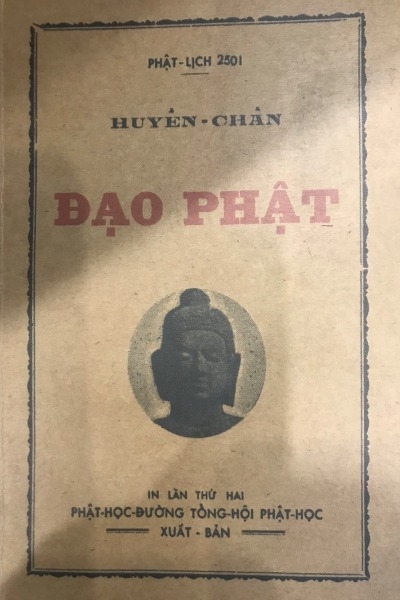 PHẬT-LỊCH 2501
HUYỀN-CHÂN
ĐẠO PHẬT
IN LẦN THỨ HAI
PHẬT-HỌC-ĐƯỜNG TỔNG-HỘI PHẬT-HỌC
XUẤT - BẢN